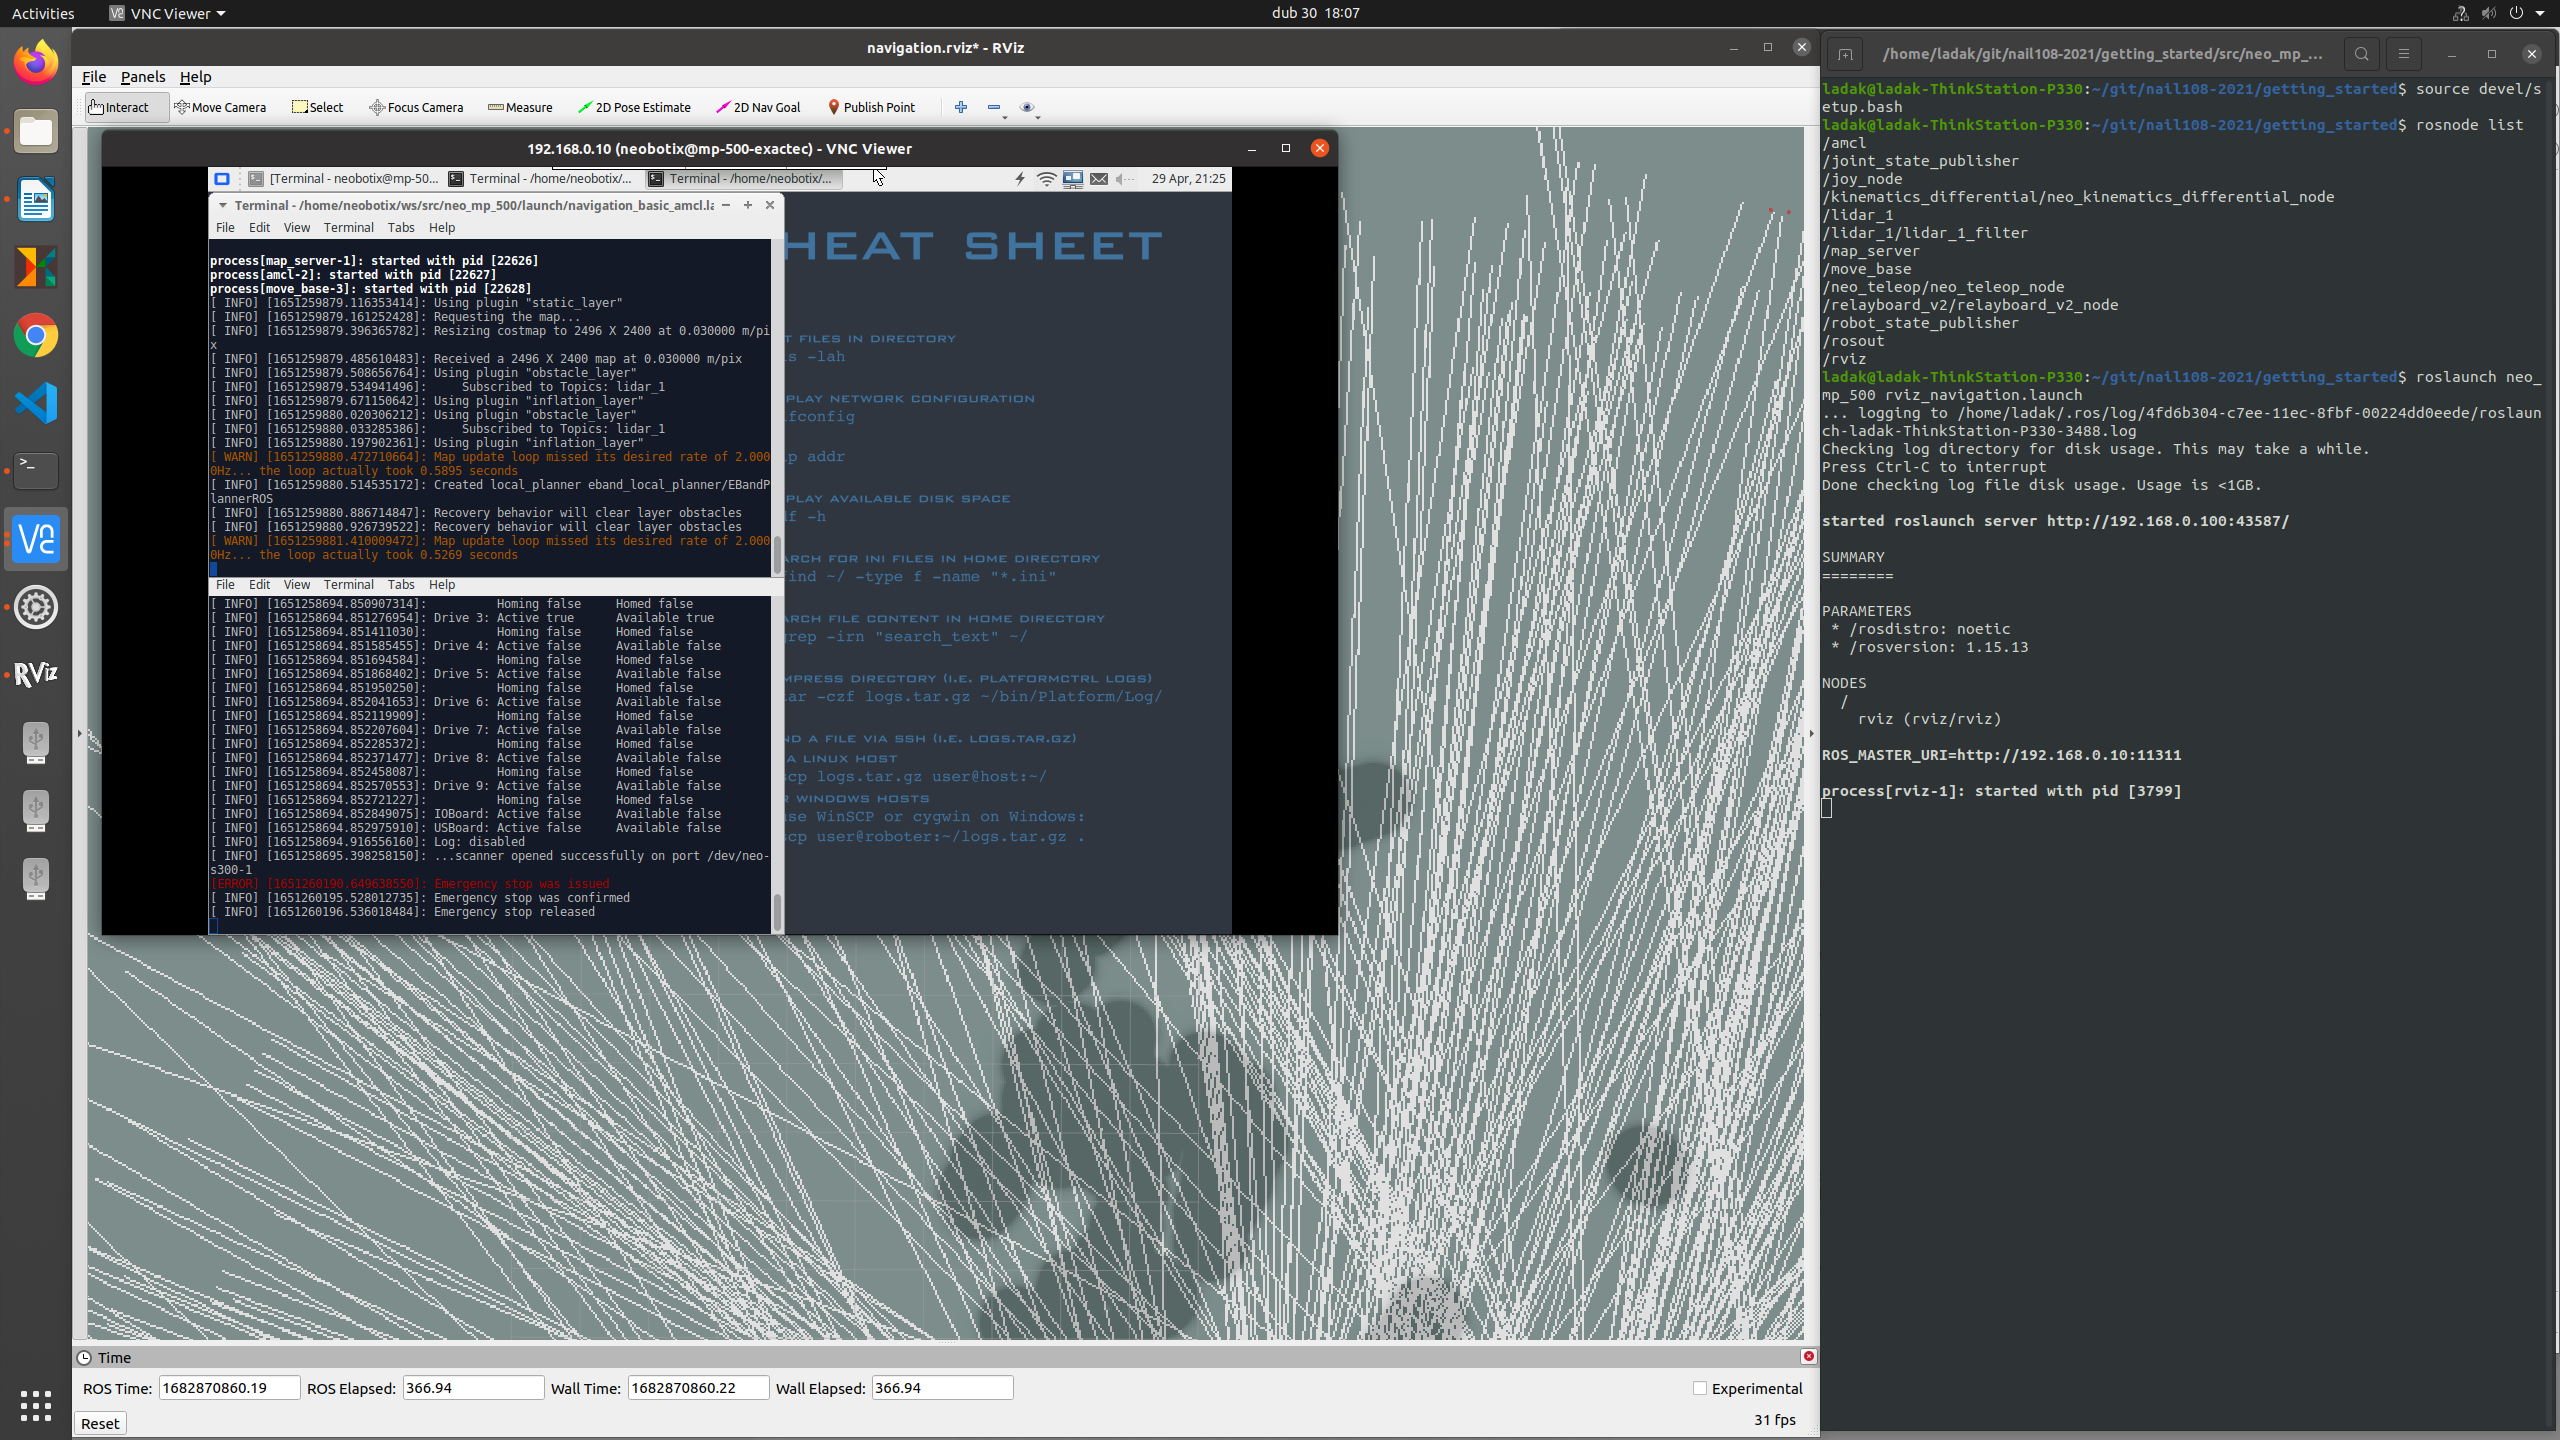 Activities
VNC Viewer
dub 30 18:07
navigation.rviz* - RViz
File Panels Help
Interact Move Camera Select Focus Camera Measure 2D Pose Estimate 2D Nav Goal Publish Point
192.168.0.10 (neobotix@mp-500-exactec) - VNC Viewer
[Terminal - neobotix@mp-50... Terminal - /home/neobotix/... Terminal - /home/neobotix/... 29 Apr, 21:25
Terminal - /home/neobotix/ws/src/neo_mp_500/launch/navigation_basic_amcl.la
File Edit View Terminal Tabs Help
process[map_server-1]: started with pid [22626]
process[amcl-2]: started with pid [22627]
process[move_base-3]: started with pid [22628]
[ INFO] [1651259879.116353414]: Using plugin "static_layer"
[ INFO] [1651259879.161252428]: Requesting the map...
[ INFO] [1651259879.396365782]: Resizing costmap to 2496 X 2400 at 0.030000 m/pi
x
[ INFO] [1651259879.485610483]: Received a 2496 X 2400 map at 0.030000 m/pix
[ INFO] [1651259879.508656764]: Using plugin "obstacle_layer"
[ INFO] [1651259879.534941496]: Subscribed to Topics: lidar_1
[ INFO] [1651259879.671150642]: Using plugin "inflation_layer"
[ INFO] [1651259880.020306212]: Using plugin "obstacle_layer"
[ INFO] [1651259880.033285386]: Subscribed to Topics: lidar_1
[ INFO] [1651259880.197902361]: Using plugin "inflation_layer"
[ WARN] [1651259880.472710664]: Map update loop missed its desired rate of 2.000
0Hz... the loop actually took 0.5895 seconds
[ INFO] [1651259880.514535172]: Created local_planner eband_local_planner/EBandP
lannerROS
[ INFO] [1651259880.886714847]: Recovery behavior will clear layer obstacles
[ INFO] [1651259880.926739522]: Recovery behavior will clear layer obstacles
[ WARN] [1651259881.410009472]: Map update loop missed its desired rate of 2.000
0Hz... the loop actually took 0.5269 seconds
File Edit View Terminal Tabs Help
[ INFO] [1651258694.850907314]: Homing false Homed false
[ INFO] [1651258694.851276954]: Drive 3: Active true Available true
[ INFO] [1651258694.851411030]: Homing false Homed false
[ INFO] [1651258694.851585455]: Drive 4: Active false Available false
[ INFO] [1651258694.851694584]: Homing false Homed false
[ INFO] [1651258694.851868402]: Drive 5: Active false Available false
[ INFO] [1651258694.851950250]: Homing false Homed false
[ INFO] [1651258694.852041653]: Drive 6: Active false Available false
[ INFO] [1651258694.852119909]: Homing false Homed false
[ INFO] [1651258694.852207604]: Drive 7: Active false Available false
[ INFO] [1651258694.852285372]: Homing false Homed false
[ INFO] [1651258694.852371477]: Drive 8: Active false Available false
[ INFO] [1651258694.852458087]: Homing false Homed false
[ INFO] [1651258694.852570553]: Drive 9: Active false Available false
[ INFO] [1651258694.852721227]: Homing false Homed false
[ INFO] [1651258694.852849075]: IOBoard: Active false Available false
[ INFO] [1651258694.852975910]: USBoard: Active false Available false
[ INFO] [1651258694.916556160]: Log: disabled
[ INFO] [1651258695.398258150]: ...scanner opened successfully on port /dev/neo-
s300-1
[ERROR] [1651260190.649638550]: Emergency stop was issued
[ INFO] [1651260195.528012735]: Emergency stop was confirmed
[ INFO] [1651260196.536018484]: Emergency stop released
HEAT SHEET
T FILES IN DIRECTORY
s -lah
PLAY NETWORK CONFIGURATION
fconfig
p addr
PLAY AVAILABLE DISK SPACE
df -h
ARCH FOR INI FILES IN HOME DIRECTORY
find ~/ -type f -name "*.ini"
ARCH FILE CONTENT IN HOME DIRECTORY
grep -irn "search_text" ~/
MPRESS DIRECTORY (I.E. PLATFORMCTRL LOGS)
tar -czf logs.tar.gz ~/bin/Platform/Log/
ND A FILE VIA SSH (I.E. LOGS.TAR.GZ)
A LINUX HOST
scp logs.tar.gz user@host:~/
R WINDOWS HOSTS
use WinSCP or cygwin on Windows:
scp user@roboter:~/logs.tar.gz .
Time
ROS Time: 1682870860.19 ROS Elapsed: 366.94 Wall Time: 1682870860.22 Wall Elapsed: 366.94 Experimental
Reset
31 fps
/home/ladak/git/nail108-2021/getting_started/src/neo_mp_...
ladak@ladak-ThinkStation-P330:~/git/nail108-2021/getting_started$ source devel/s
etup.bash
ladak@ladak-ThinkStation-P330:~/git/nail108-2021/getting_started$ rosnode list
/amcl
/joint_state_publisher
/joy_node
/kinematics_differential/neo_kinematics_differential_node
/lidar_1
/lidar_1/lidar_1_filter
/map_server
/move_base
/neo_teleop/neo_teleop_node
/relayboard_v2/relayboard_v2_node
/robot_state_publisher
/rosout
/rviz
ladak@ladak-ThinkStation-P330:~/git/nail108-2021/getting_started$ roslaunch neo_
mp_500 rviz_navigation.launch
... logging to /home/ladak/.ros/log/4fd6b304-c7ee-11ec-8fbf-00224dd0eede/roslaun
ch-ladak-ThinkStation-P330-3488.log
Checking log directory for disk usage. This may take a while.
Press Ctrl-C to interrupt
Done checking log file disk usage. Usage is <1GB.
started roslaunch server http://192.168.0.100:43587/
SUMMARY
========
PARAMETERS
* /rosdistro: noetic
* /rosversion: 1.15.13
NODES
/
rviz (rviz/rviz)
ROS_MASTER_URI=http://192.168.0.10:11311
process[rviz-1]: started with pid [3799]
RViz